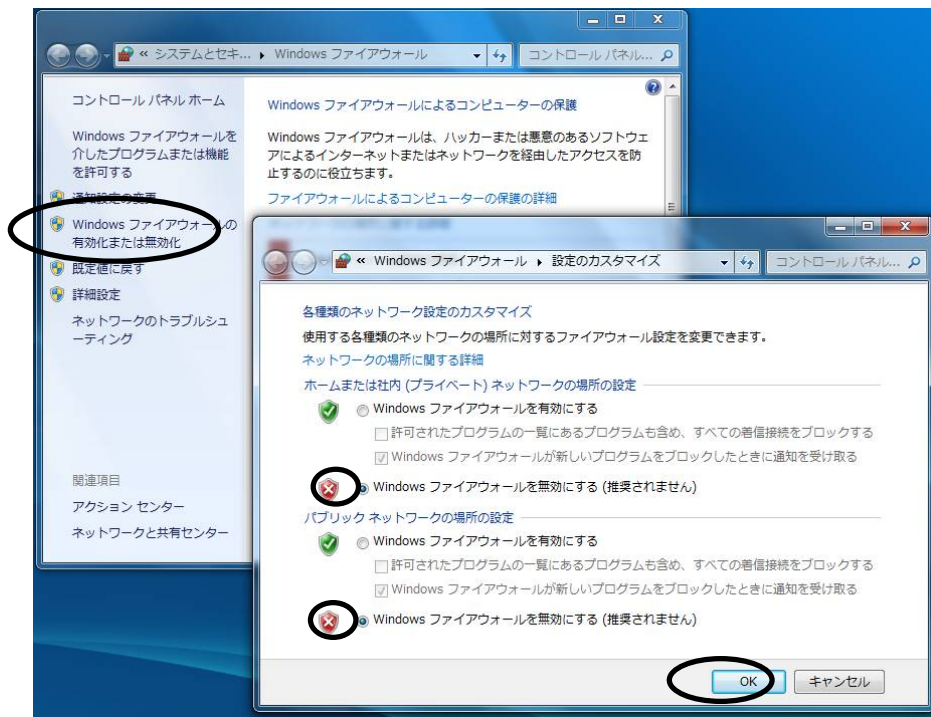 « システムとセキ... ▸ Windows ファイアウォール
コントロール パネル...
コントロール パネル ホーム
Windows ファイアウォールを
介したプログラムまたは機能
を許可する
通知設定の変更
Windows ファイアウォールの
有効化または無効化
既定値に戻す
詳細設定
ネットワークのトラブルシュ
ーティング
関連項目
アクション センター
ネットワークと共有センター
Windows ファイアウォールによるコンピューターの保護
Windows ファイアウォールは、ハッカーまたは悪意のあるソフトウェ
アによるインターネットまたはネットワークを経由したアクセスを防
止するのに役立ちます。
ファイアウォールによるコンピューターの保護の詳細
« Windows ファイアウォール ▸ 設定のカスタマイズ
コントロール パネル...
各種類のネットワーク設定のカスタマイズ
使用する各種類のネットワークの場所に対するファイアウォール設定を変更できます。
ネットワークの場所に関する詳細
ホームまたは社内 (プライベート) ネットワークの場所の設定
Windows ファイアウォールを有効にする
許可されたプログラムの一覧にあるプログラムも含め、すべての着信接続をブロックする
Windows ファイアウォールが新しいプログラムをブロックしたときに通知を受け取る
Windows ファイアウォールを無効にする (推奨されません)
パブリック ネットワークの場所の設定
Windows ファイアウォールを有効にする
許可されたプログラムの一覧にあるプログラムも含め、すべての着信接続をブロックする
Windows ファイアウォールが新しいプログラムをブロックしたときに通知を受け取る
Windows ファイアウォールを無効にする (推奨されません)
OK
キャンセル